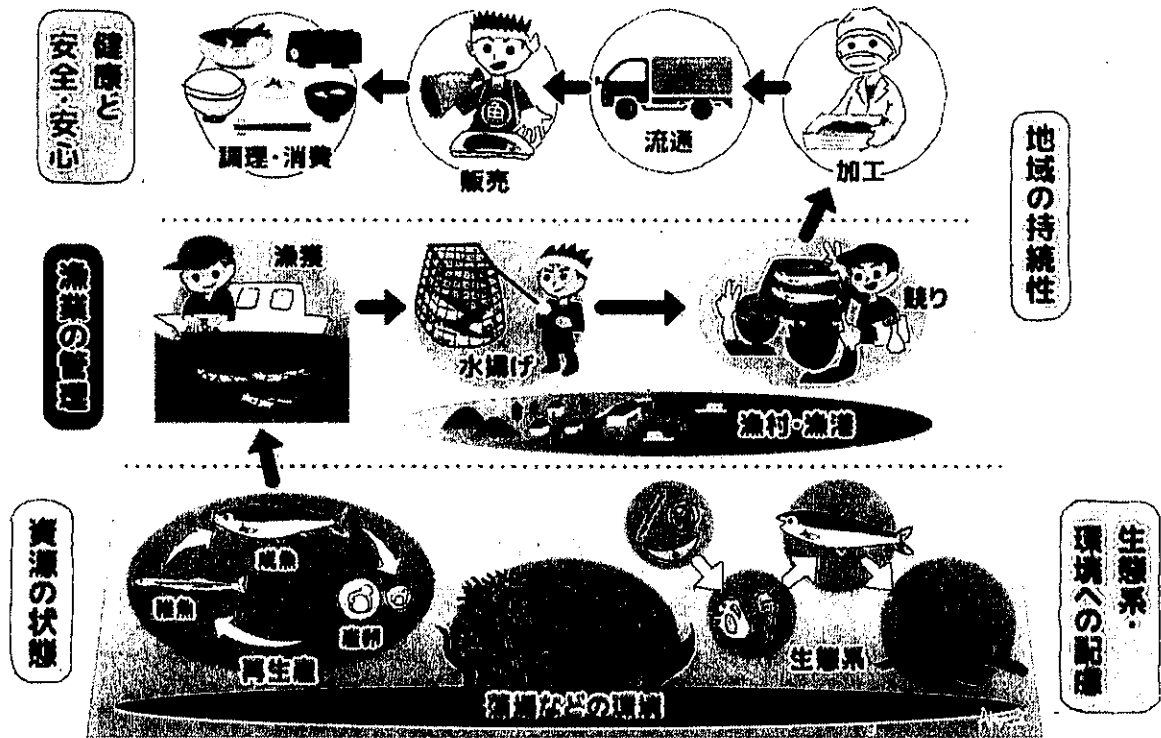 健康と
安全・安心
調理・消費
販売
流通
加工
地域の持続性
漁業の管理
漁獲
水揚げ
競り
漁村・漁港
資源の状態
成魚
稚魚
産卵
再生産
藻場などの環境
生態系
生態系・
環境への配慮